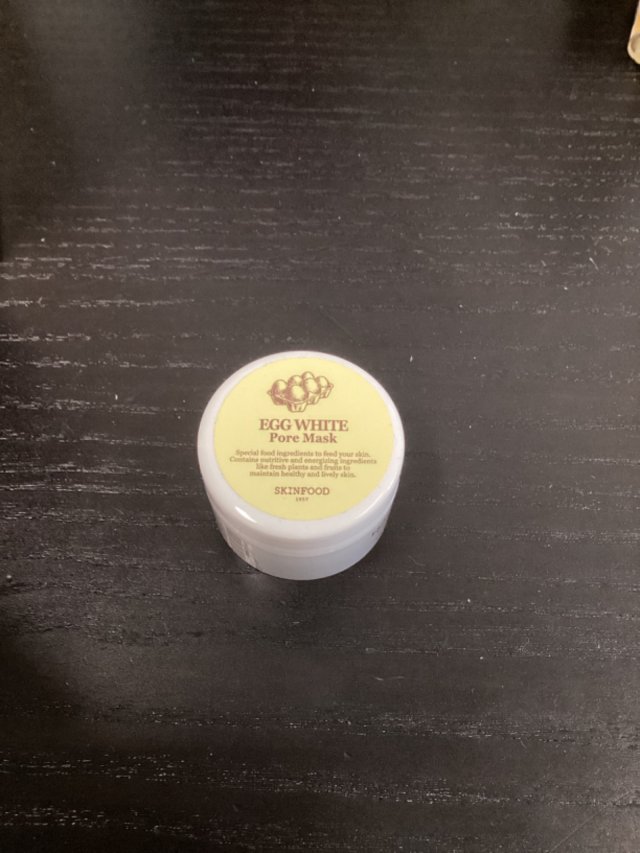 EGG WHITE
Pore Mask
Special food ingredients to feed your skin.
Contains nutritive and energizing ingredients
like fresh plants and fruits to
maintain healthy and lively skin.
SKINFOOD
1957